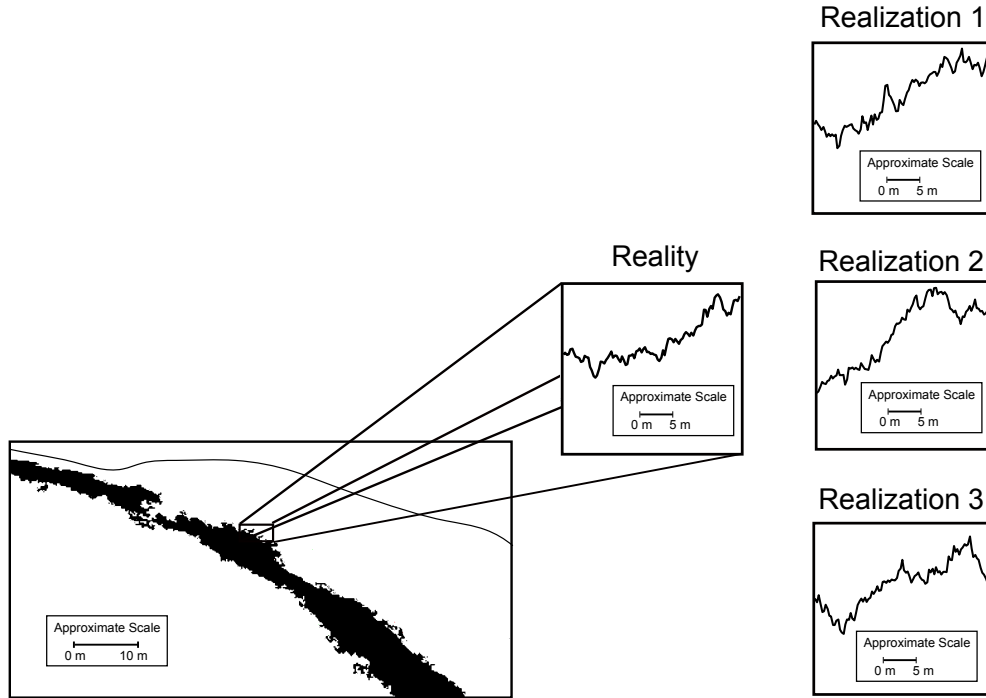 Realization 1
Approximate Scale
0 m 5 m
Reality
Approximate Scale
0 m 5 m
Realization 2
Approximate Scale
0 m 5 m
Approximate Scale
0 m 10 m
Realization 3
Approximate Scale
0 m 5 m